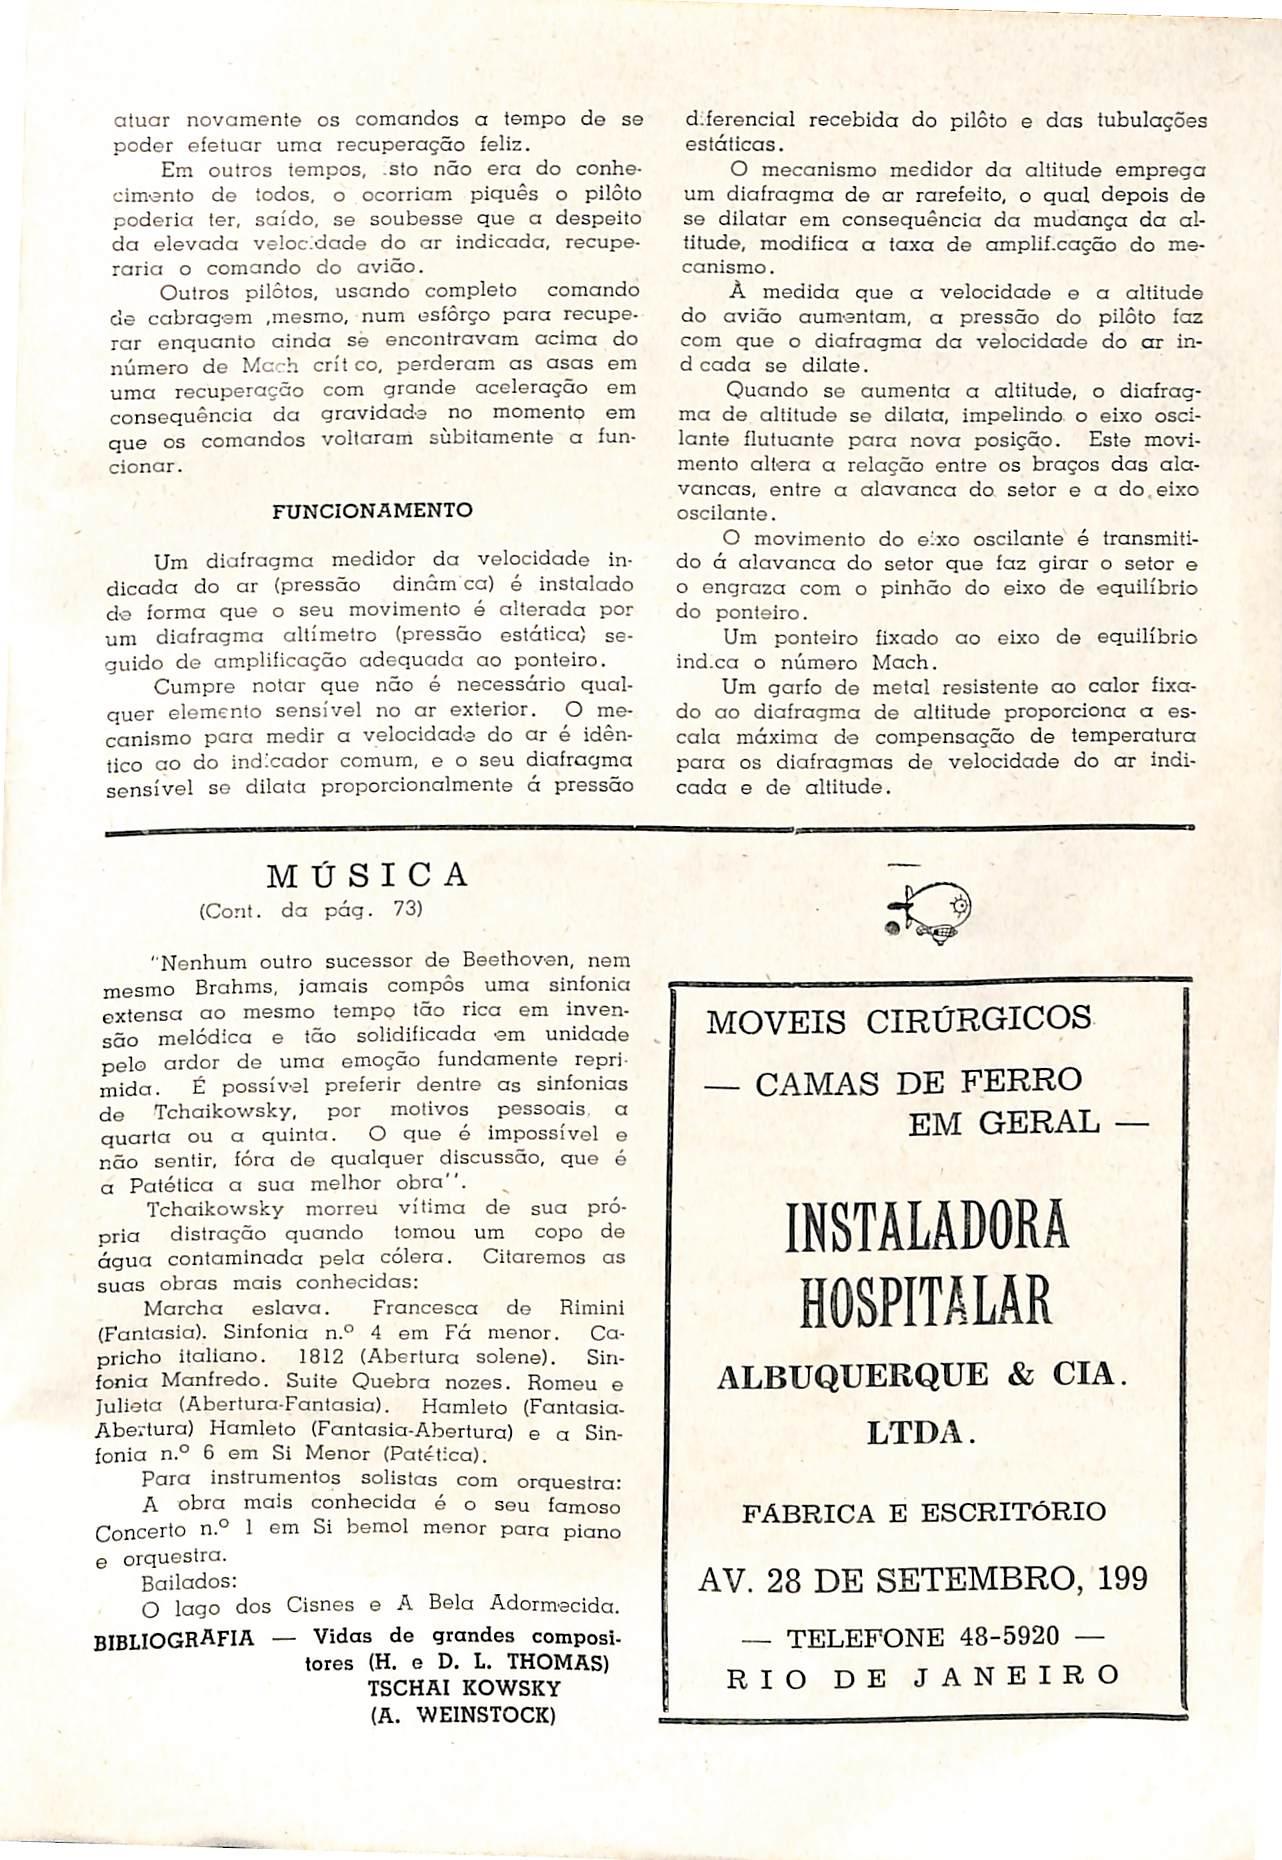 atuar novamente os comandos a tempo de se
poder efetuar uma recuperação feliz.
Em outros tempos, .sto não era do conhe-
cimento de todos, o ocorriam piquês o pilôto
poderia ter, saído, se soubesse que a despeito
da elevada veloc:dade do ar indicada, recupe-
raria o comando do avião.
Outros pilôtos, usando completo comando
de cabragem ,mesmo, num esfôrço para recupe-
rar enquanto ainda se encontravam acima do
número de Mach crít co, perderam as asas em
uma recuperação com grande aceleração em
consequência da gravidade no momento em
que os comandos voltaram sùbitamente a fun-
cionar.
FUNCIONAMENTO
Um diafragma medidor da velocidade in-
dicada do ar (pressão dinâm ca) é instalado
de forma que o seu movimento é alterada por
um diafragma altímetro (pressão estática) se-
guido de amplificação adequada ao ponteiro.
Cumpre notar que não é necessário qual-
quer elemento sensível no ar exterior. O me-
canismo para medir a velocidade do ar é idên-
tico ao do ind:cador comum, e o seu diafragma
sensível se dilata proporcionalmente á pressão
d:ferencial recebida do pilôto e das tubulações
estáticas.
O mecanismo medidor da altitude emprega
um diafragma de ar rarefeito, o qual depois de
se dilatar em consequência da mudança da al-
titude, modifica a taxa de amplif.cação do me-
canismo.
À medida que a velocidade e a altitude
do avião aumentam, a pressão do pilôto faz
com que o diafragma da velocidade do ar in-
d cada se dilate.
Quando se aumenta a altitude, o diafrag-
ma de altitude se dilata, impelindo o eixo osci-
lante flutuante para nova posição. Este movi-
mento altera a relação entre os braços das ala-
vancas, entre a alavanca do setor e a do eixo
oscilante.
O movimento do e:xo oscilante é transmiti-
do á alavanca do setor que faz girar o setor e
o engraza com o pinhão do eixo de equilíbrio
do ponteiro.
Um ponteiro fixado ao eixo de equilíbrio
ind.ca o número Mach.
Um garfo de metal resistente ao calor fixa-
do ao diafragma de altitude proporciona a es-
cala máxima de compensação de temperatura
para os diafragmas de velocidade do ar indi-
cada e de altitude.
MÚSICA
(Cont. da pág. 73)
"Nenhum outro sucessor de Beethoven, nem
mesmo Brahms, jamais compôs uma sinfonia
extensa ao mesmo tempo tão rica em inven-
são melódica e tão solidificada em unidade
pelo ardor de uma emoção fundamente repri-
mida. É possível preferir dentre as sinfonias
de Tchaikowsky, por motivos pessoais, a
quarta ou a quinta. O que é impossível e
não sentir, fóra de qualquer discussão, que é
a Patética a sua melhor obra".
Tchaikowsky morreu vítima de sua pró-
pria distração quando tomou um copo de
água contaminada pela cólera. Citaremos as
suas obras mais conhecidas:
Marcha eslava. Francesca de Rimini
(Fantasia). Sinfonia n.º 4 em Fá menor. Ca-
pricho italiano. 1812 (Abertura solene). Sin-
fonia Manfredo. Suite Quebra nozes. Romeu e
Julieta (Abertura-Fantasia). Hamleto (Fantasia-
Abertura) Hamleto (Fantasia-Abertura) e a Sin-
fonia n.º 6 em Si Menor (Patética).
Para instrumentos solistas com orquestra:
A obra mais conhecida é o seu famoso
Concerto n.º 1 em Si bemol menor para piano
e orquestra.
Bailados:
O lago dos Cisnes e A Bela Adormecida.
BIBLIOGRAFIA — Vidas de grandes composi-
tores (H. e D. L. THOMAS)
TSCHAI KOWSKY
(A. WEINSTOCK)
MOVEIS CIRÚRGICOS
— CAMAS DE FERRO
EM GERAL —
INSTALADORA
HOSPITALAR
ALBUQUERQUE & CIA.
LTDA.
FÁBRICA E ESCRITÓRIO
AV. 28 DE SETEMBRO, 199
— TELEFONE 48-5920 —
RIO DE JANEIRO